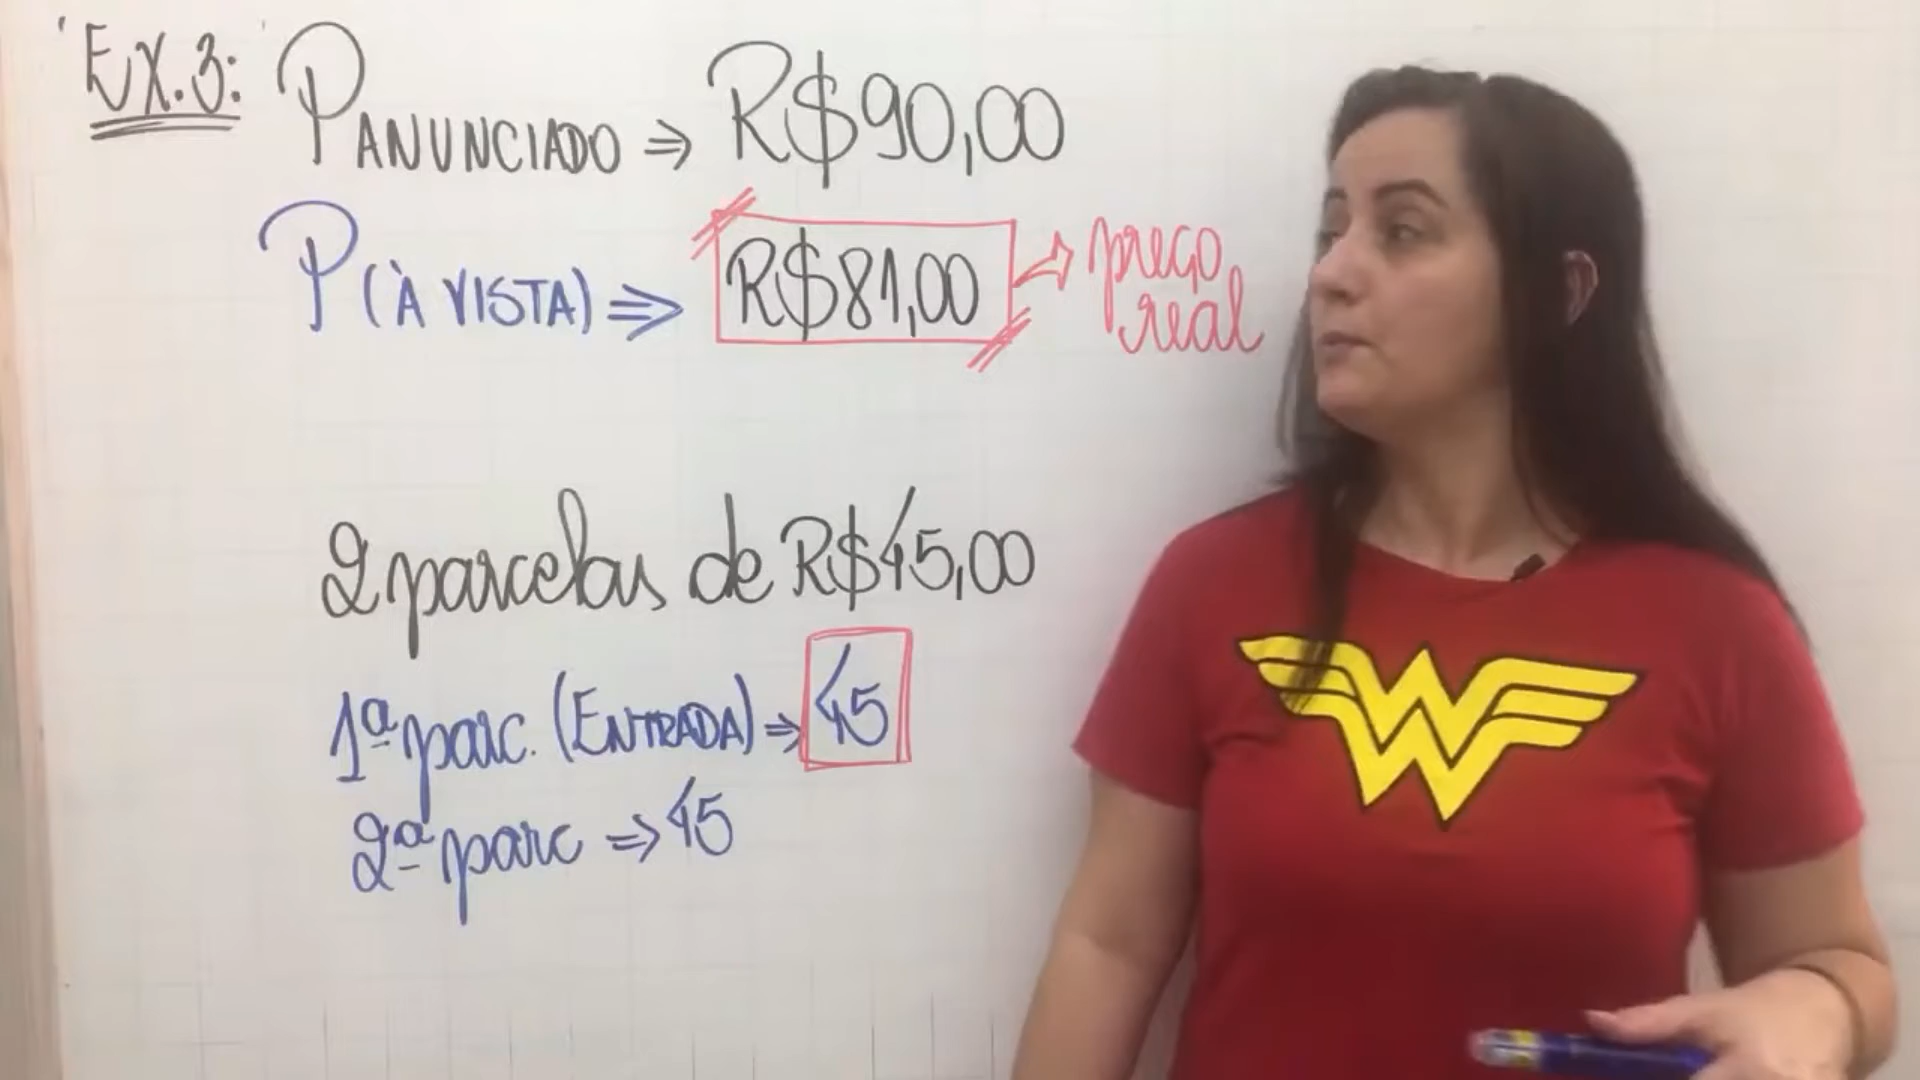 Ex.3: PANUNCIADO ⇒ R$90,00
P(À VISTA) ⇒ R$81,00 → preço real
2 parcelas de R$45,00
1ª parc. (ENTRADA) ⇒ 45
2ª parc ⇒ 45